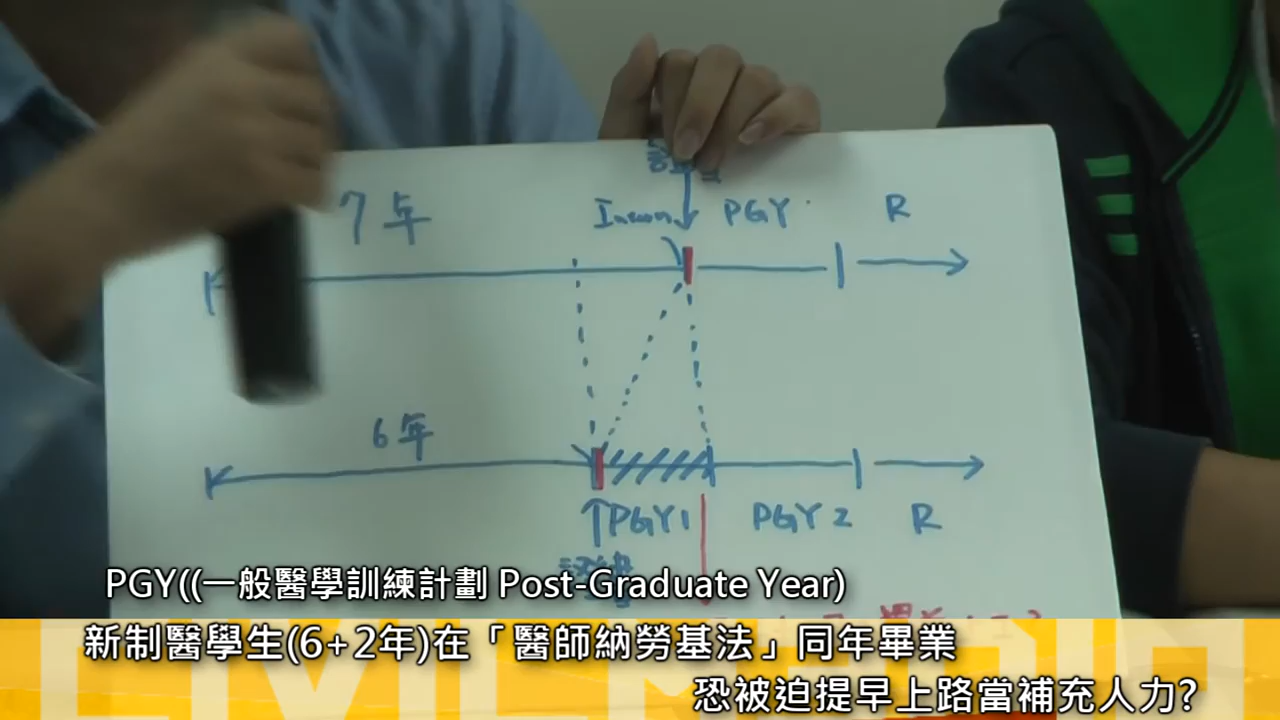 7年
Intern PGY R
6年
PGY1 PGY2 R
PGY((一般醫學訓練計劃 Post-Graduate Year)
新制醫學生(6+2年)在「醫師納勞基法」同年畢業
恐被迫提早上路當補充人力?